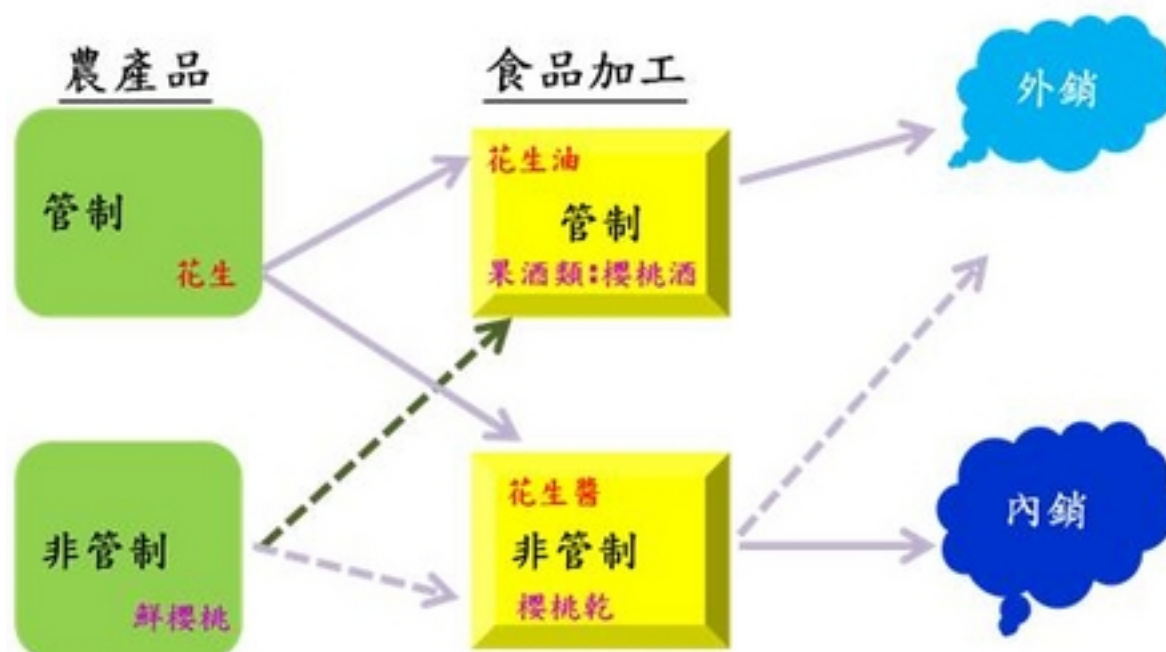 農產品
食品加工
外銷
管制
花生
花生油
管制
果酒類:櫻桃酒
非管制
鮮櫻桃
花生醬
非管制
櫻桃乾
內銷